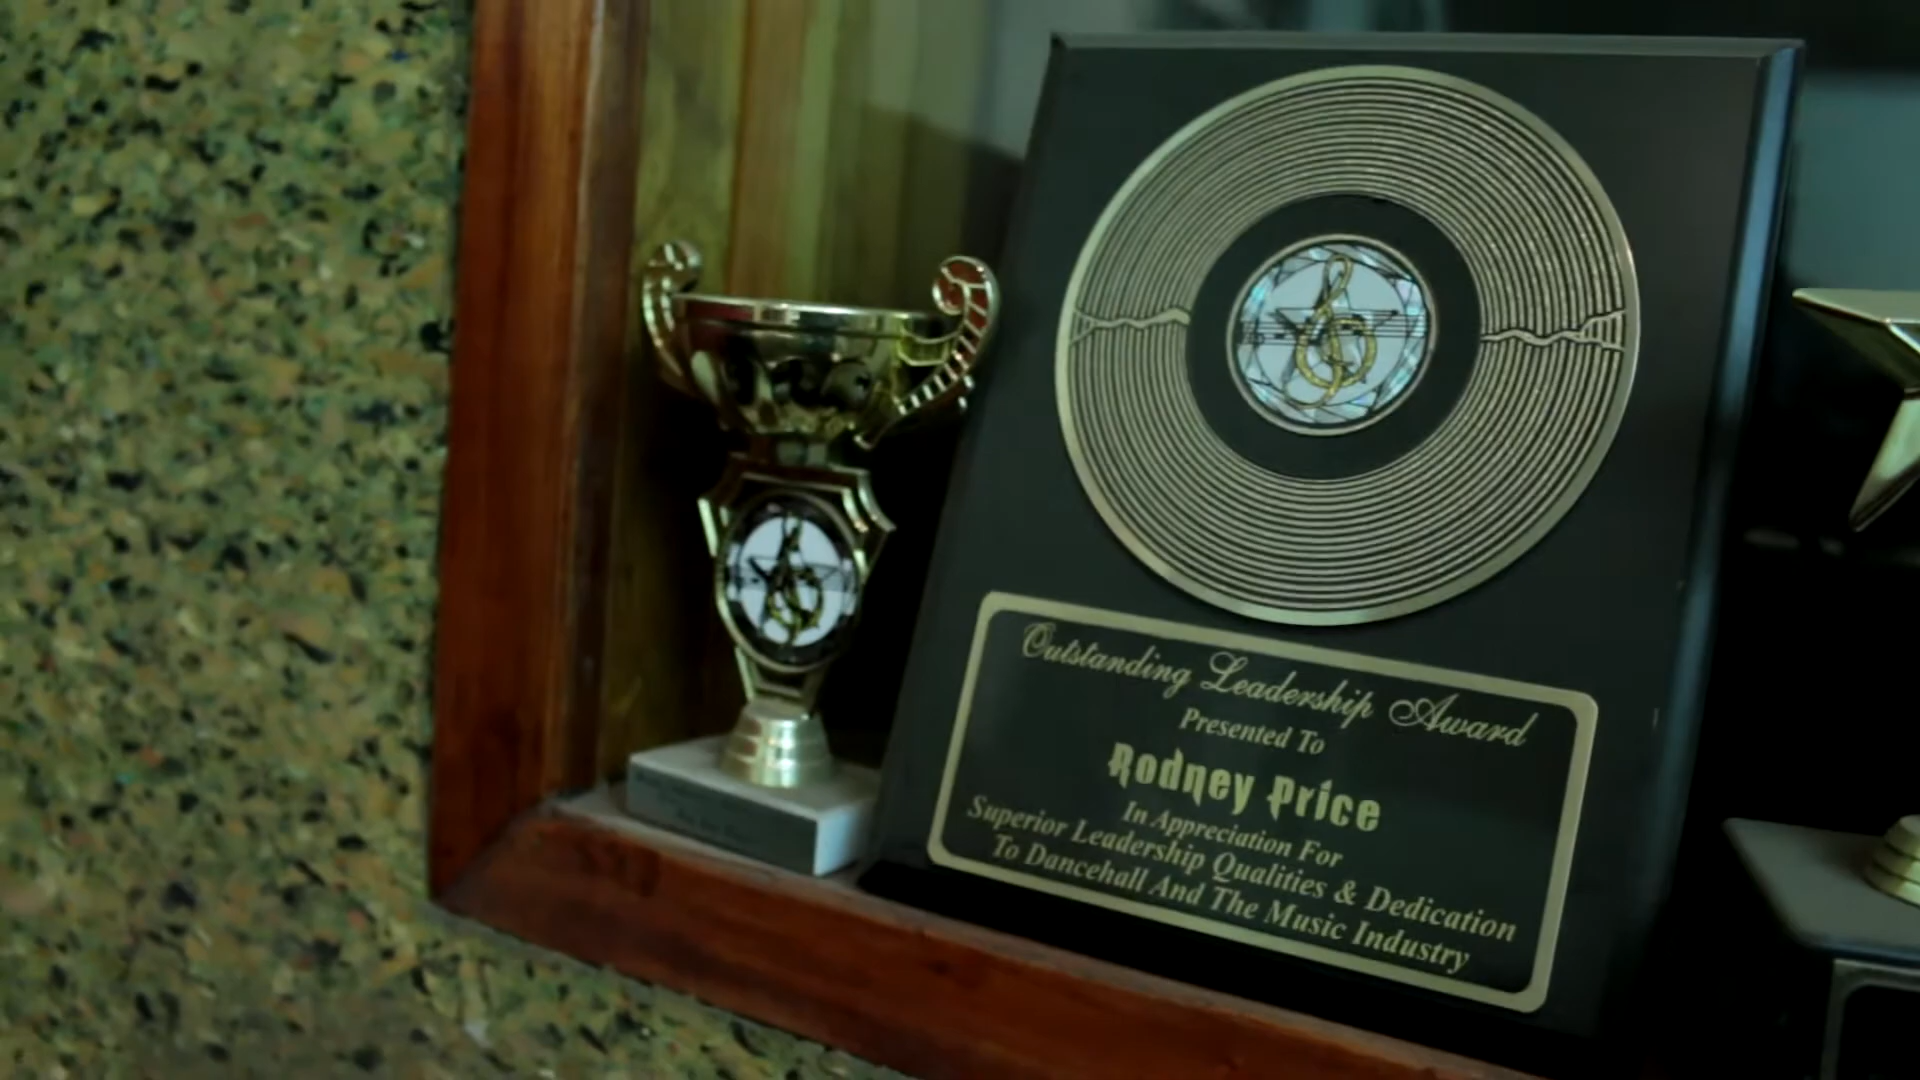 Outstanding Leadership Award
Presented To
Rodney Price
In Appreciation For
Superior Leadership Qualities & Dedication
To Dancehall And The Music Industry